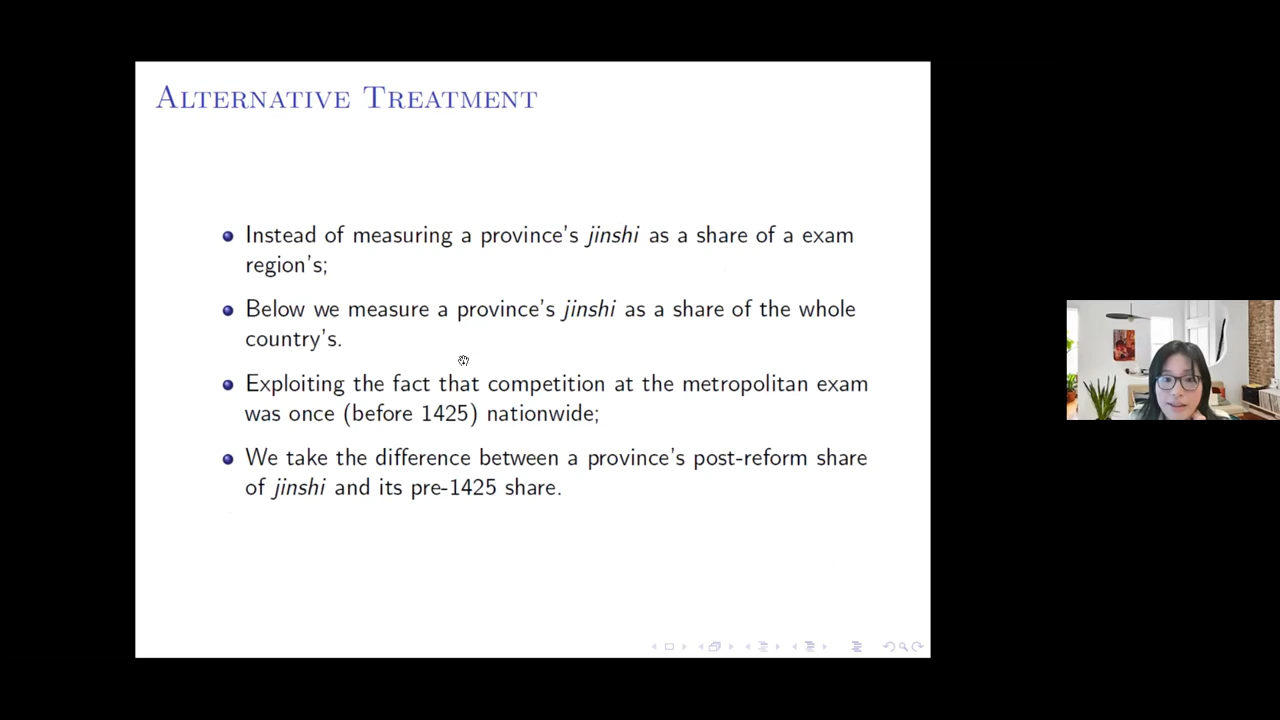 Alternative Treatment
Instead of measuring a province's jinshi as a share of a exam
region's;
Below we measure a province's jinshi as a share of the whole
country's.
Exploiting the fact that competition at the metropolitan exam
was once (before 1425) nationwide;
We take the difference between a province's post-reform share
of jinshi and its pre-1425 share.